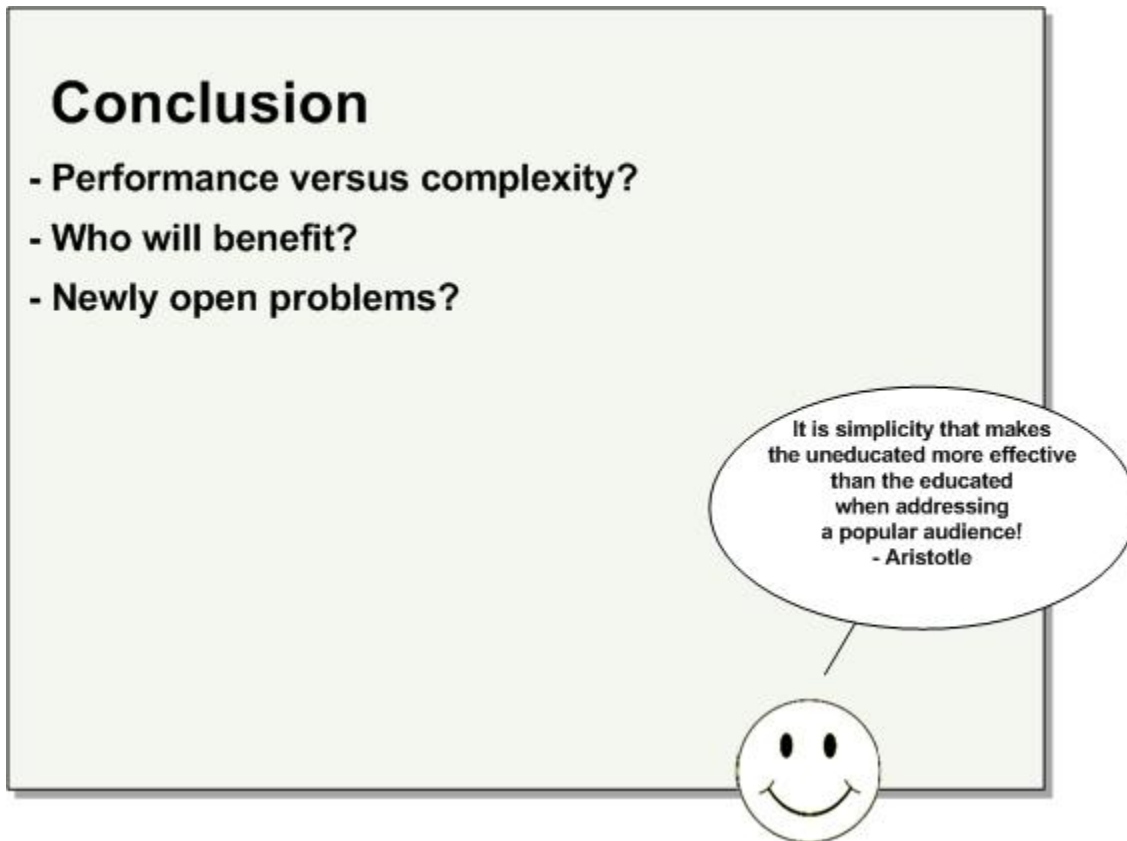 Conclusion
- Performance versus complexity?
- Who will benefit?
- Newly open problems?
It is simplicity that makes
the uneducated more effective
than the educated
when addressing
a popular audience!
- Aristotle